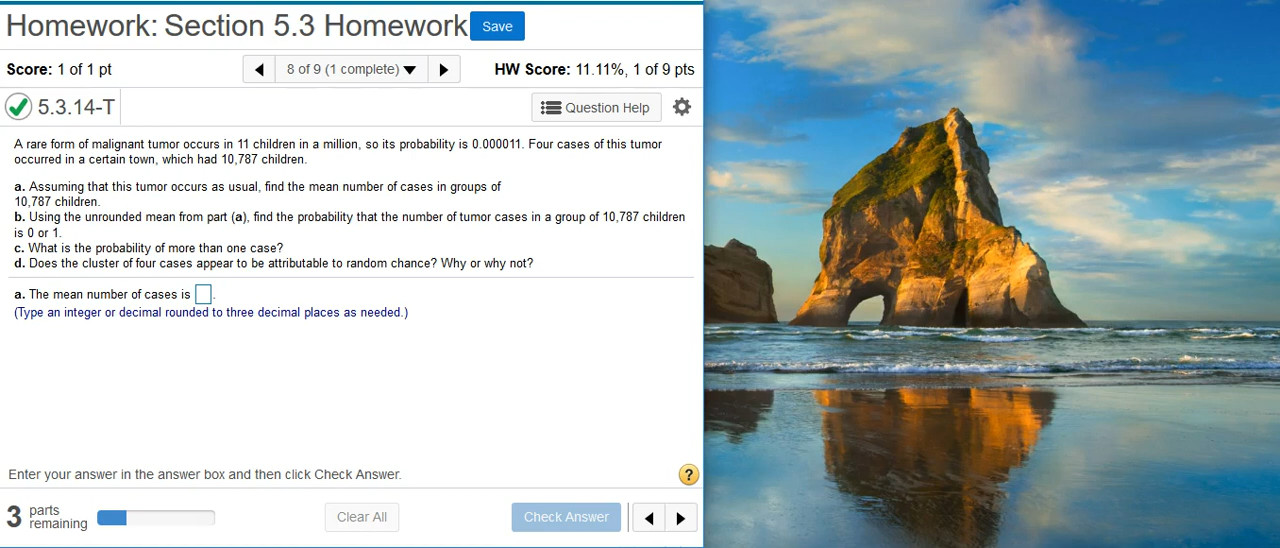 Homework: Section 5.3 Homework Save
Score: 1 of 1 pt 8 of 9 (1 complete) HW Score: 11.11%, 1 of 9 pts
5.3.14-T Question Help
A rare form of malignant tumor occurs in 11 children in a million, so its probability is 0.000011. Four cases of this tumor
occurred in a certain town, which had 10,787 children.
a. Assuming that this tumor occurs as usual, find the mean number of cases in groups of
10,787 children.
b. Using the unrounded mean from part (a), find the probability that the number of tumor cases in a group of 10,787 children
is 0 or 1.
c. What is the probability of more than one case?
d. Does the cluster of four cases appear to be attributable to random chance? Why or why not?
a. The mean number of cases is .
(Type an integer or decimal rounded to three decimal places as needed.)
Enter your answer in the answer box and then click Check Answer. ?
3 parts remaining Clear All Check Answer